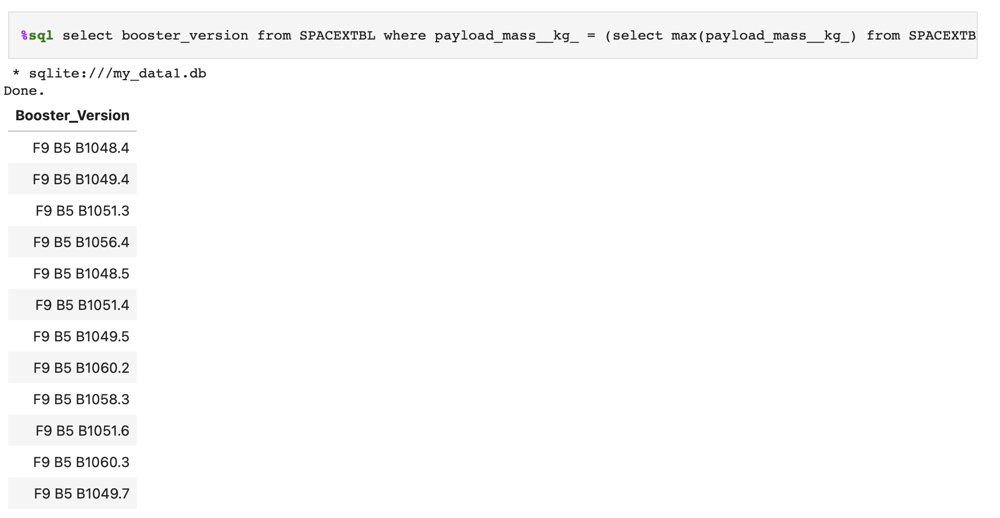 %sql select booster_version from SPACEXTBL where payload_mass__kg_ = (select max(payload_mass__kg_) from SPACEXTB
* sqlite:///my_data1.db
Done.
Booster_Version
F9 B5 B1048.4
F9 B5 B1049.4
F9 B5 B1051.3
F9 B5 B1056.4
F9 B5 B1048.5
F9 B5 B1051.4
F9 B5 B1049.5
F9 B5 B1060.2
F9 B5 B1058.3
F9 B5 B1051.6
F9 B5 B1060.3
F9 B5 B1049.7